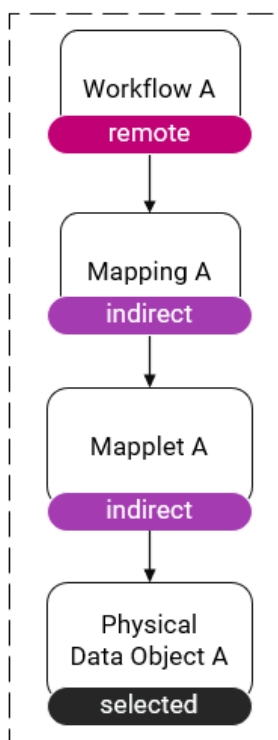 Workflow A
remote
Mapping A
indirect
Mapplet A
indirect
Physical
Data Object A
selected